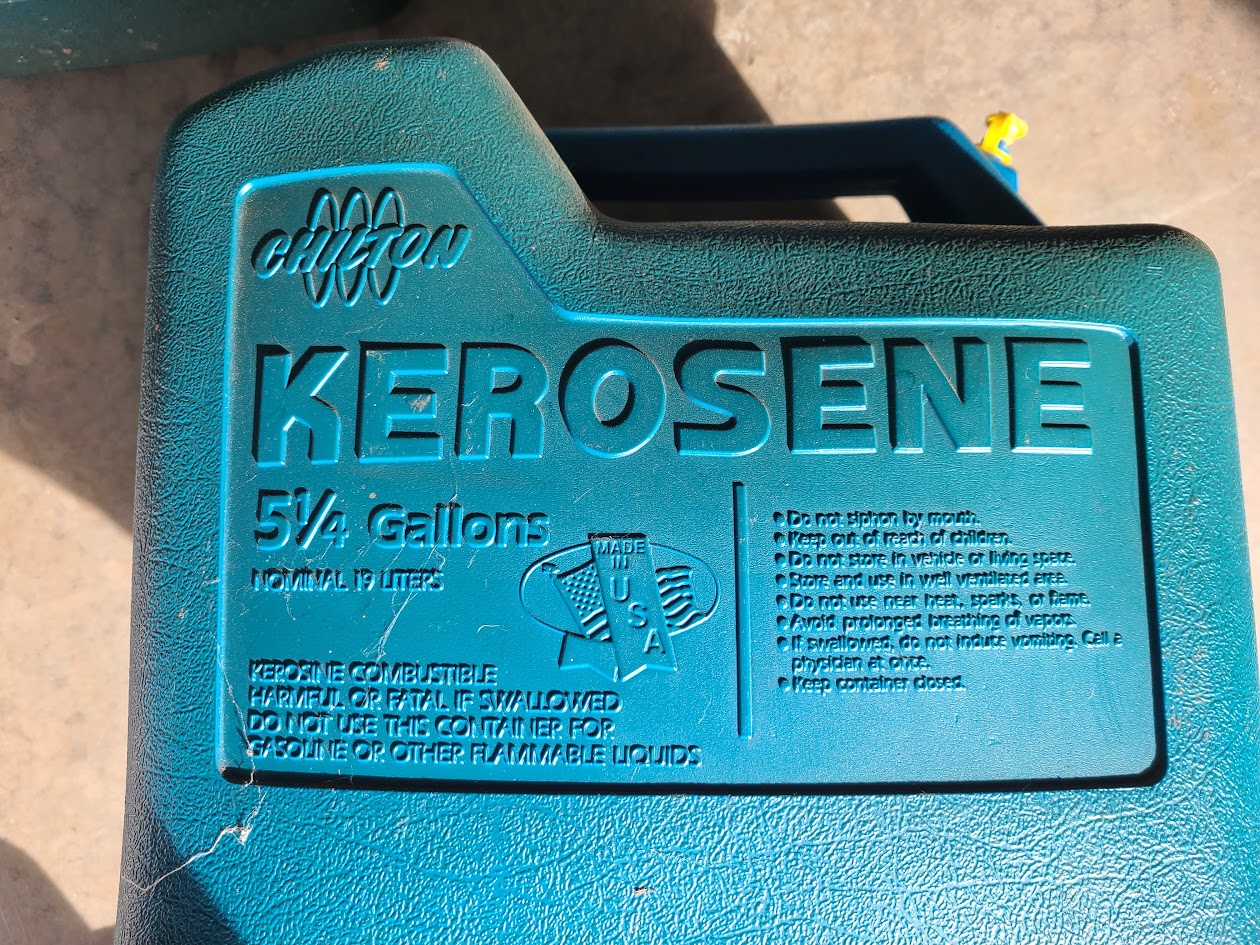 CHILTON
KEROSENE
5 1/4 Gallons
NOMINAL 19 LITERS
MADE
IN
U
S
A
KEROSINE COMBUSTIBLE
HARMFUL OR FATAL IF SWALLOWED
DO NOT USE THIS CONTAINER FOR
GASOLINE OR OTHER FLAMMABLE LIQUIDS
• Do not siphon by mouth.
• Keep out of reach of children.
• Do not store in vehicle or living space.
• Store and use in well ventilated area.
• Do not use near heat, sparks, or flame.
• Avoid prolonged breathing of vapors.
• If swallowed, do not induce vomiting. Call a
physician at once.
• Keep container closed.